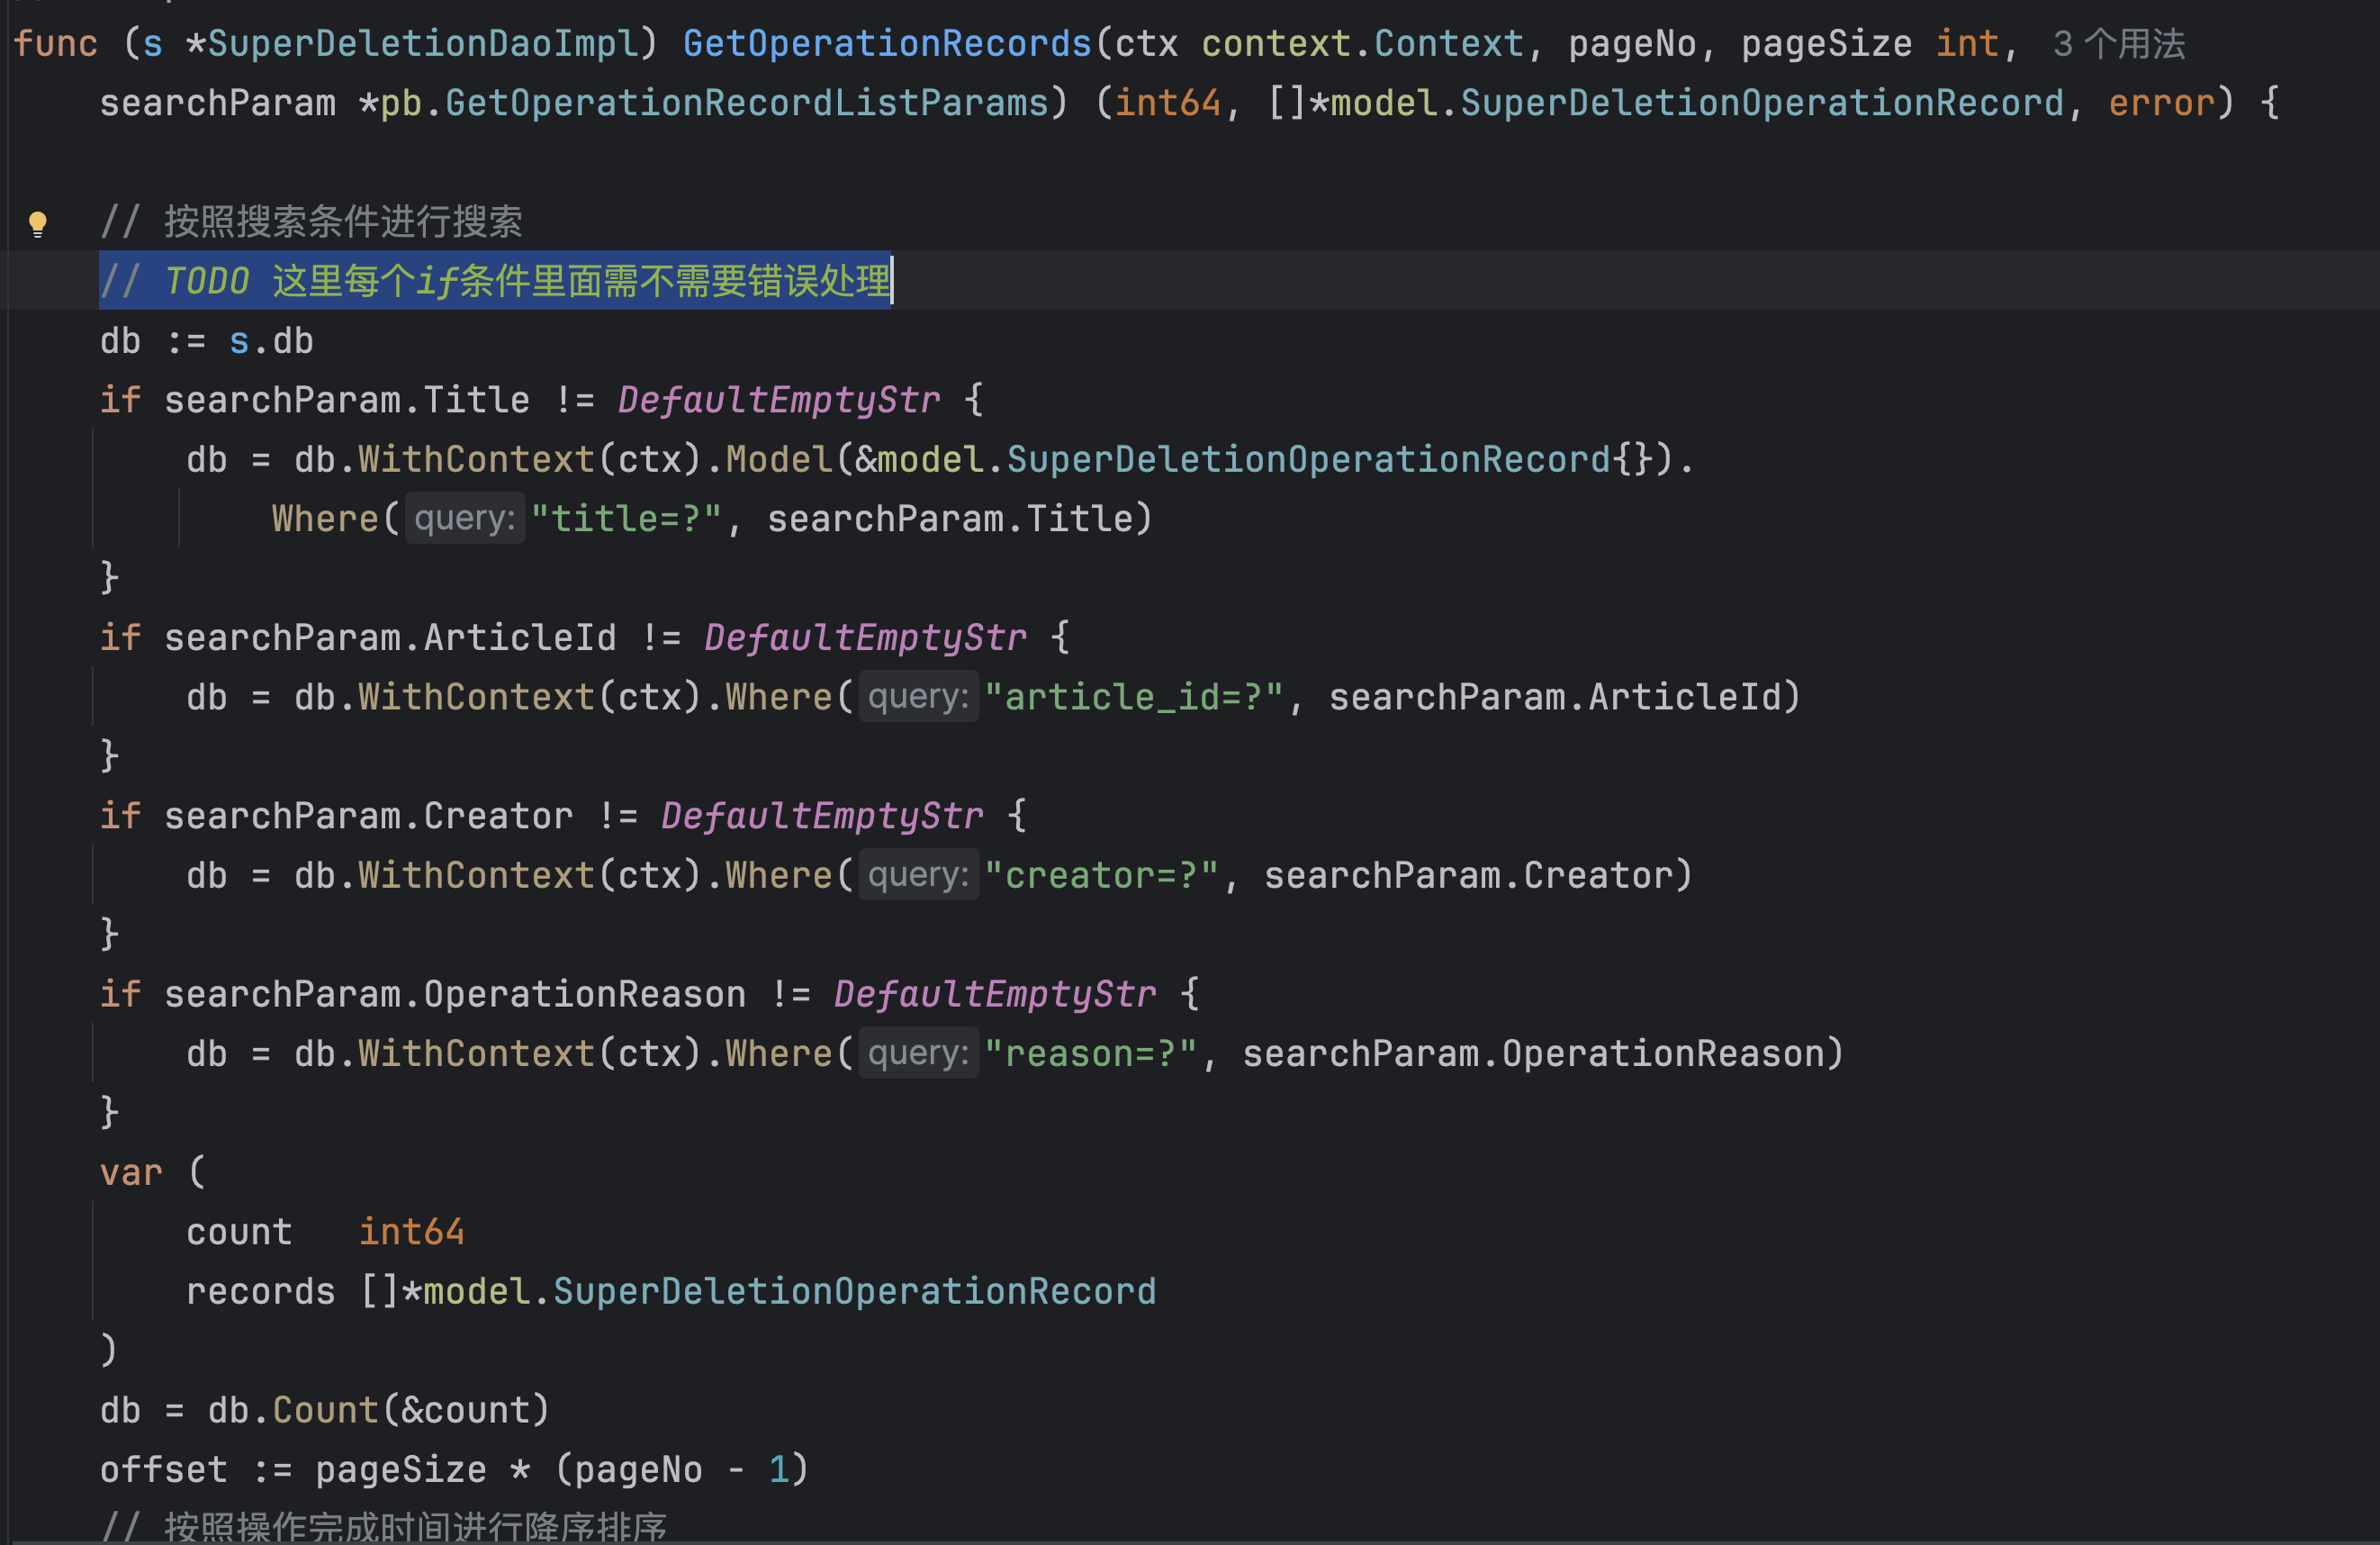 func (s *SuperDeletionDaoImpl) GetOperationRecords(ctx context.Context, pageNo, pageSize int, 3 个用法
searchParam *pb.GetOperationRecordListParams) (int64, []*model.SuperDeletionOperationRecord, error) {
// 按照搜索条件进行搜索
// TODO 这里每个if条件里面需不需要错误处理
db := s.db
if searchParam.Title != DefaultEmptyStr {
db = db.WithContext(ctx).Model(&model.SuperDeletionOperationRecord{}).
Where( query: "title=?", searchParam.Title)
}
if searchParam.ArticleId != DefaultEmptyStr {
db = db.WithContext(ctx).Where( query: "article_id=?", searchParam.ArticleId)
}
if searchParam.Creator != DefaultEmptyStr {
db = db.WithContext(ctx).Where( query: "creator=?", searchParam.Creator)
}
if searchParam.OperationReason != DefaultEmptyStr {
db = db.WithContext(ctx).Where( query: "reason=?", searchParam.OperationReason)
}
var (
count int64
records []*model.SuperDeletionOperationRecord
)
db = db.Count(&count)
offset := pageSize * (pageNo - 1)
// 按照操作完成时间进行降序排序